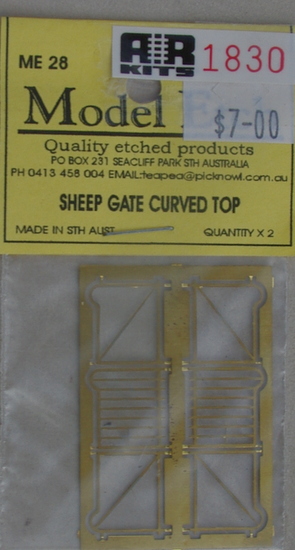 ME 28
AR KITS
1830
Model
$7-00
Quality etched products
PO BOX 231 SEACLIFF PARK STH AUSTRALIA
PH 0413 458 004 EMAIL:teapea@picknowl.com.au
SHEEP GATE CURVED TOP
MADE IN STH AUST
QUANTITY X 2